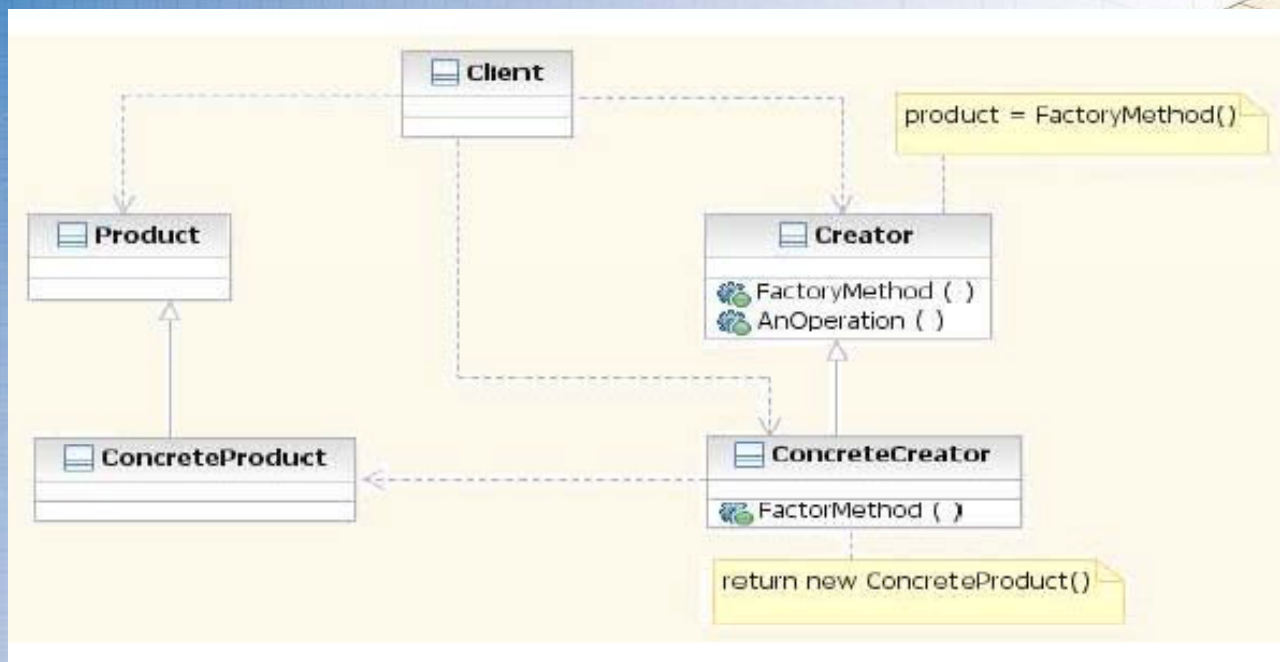 Client
product = FactoryMethod()
Product
Creator
FactoryMethod ( )
AnOperation ( )
ConcreteProduct
ConcreteCreator
FactorMethod ( )
return new ConcreteProduct()